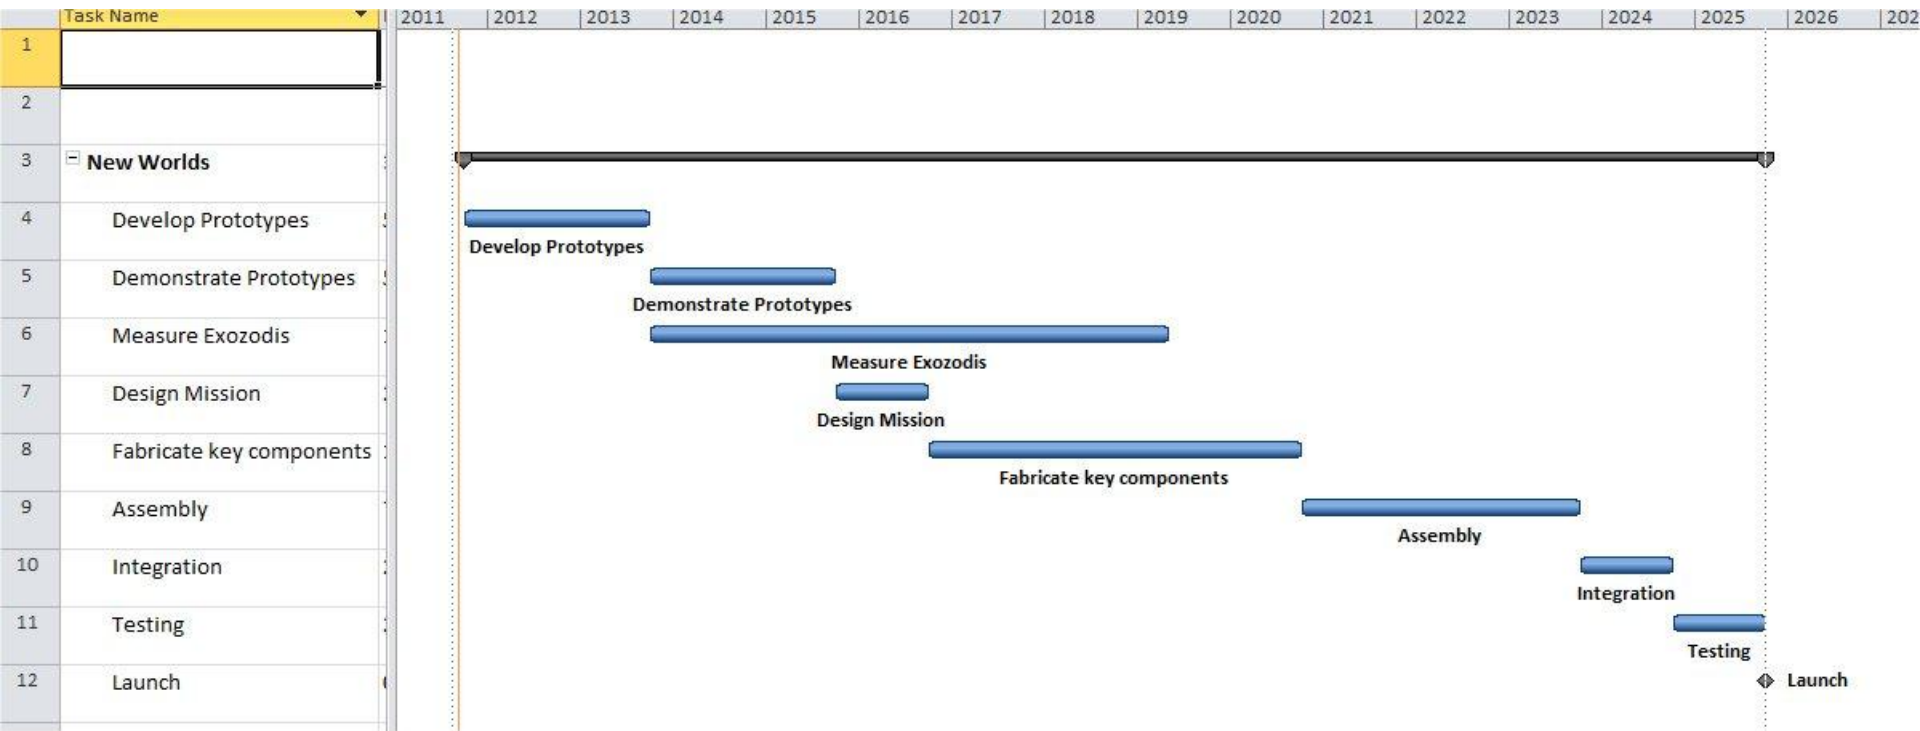 Task Name 2011 2012 2013 2014 2015 2016 2017 2018 2019 2020 2021 2022 2023 2024 2025 2026 202
1
2
3 New Worlds
4 Develop Prototypes
Develop Prototypes
5 Demonstrate Prototypes
Demonstrate Prototypes
6 Measure Exozodis
Measure Exozodis
7 Design Mission
Design Mission
8 Fabricate key components
Fabricate key components
9 Assembly
Assembly
10 Integration
Integration
11 Testing
Testing
12 Launch Launch